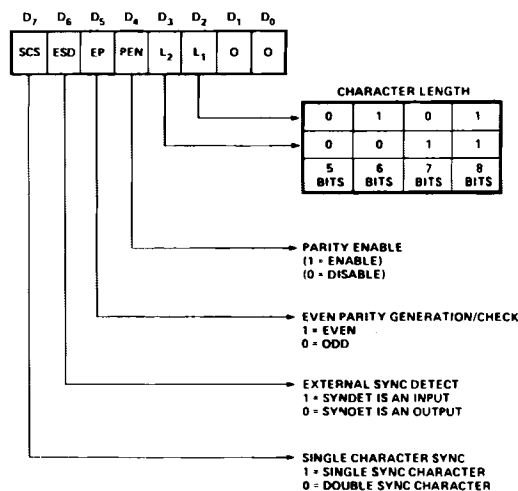 D7 D6 D5 D4 D3 D2 D1 D0
SCS ESD EP PEN L2 L1 0 0
CHARACTER LENGTH
0 1 0 1
0 0 1 1
5 BITS 6 BITS 7 BITS 8 BITS
PARITY ENABLE
(1 = ENABLE)
(0 = DISABLE)
EVEN PARITY GENERATION/CHECK
1 = EVEN
0 = ODD
EXTERNAL SYNC DETECT
1 = SYNDET IS AN INPUT
0 = SYNDET IS AN OUTPUT
SINGLE CHARACTER SYNC
1 = SINGLE SYNC CHARACTER
0 = DOUBLE SYNC CHARACTER